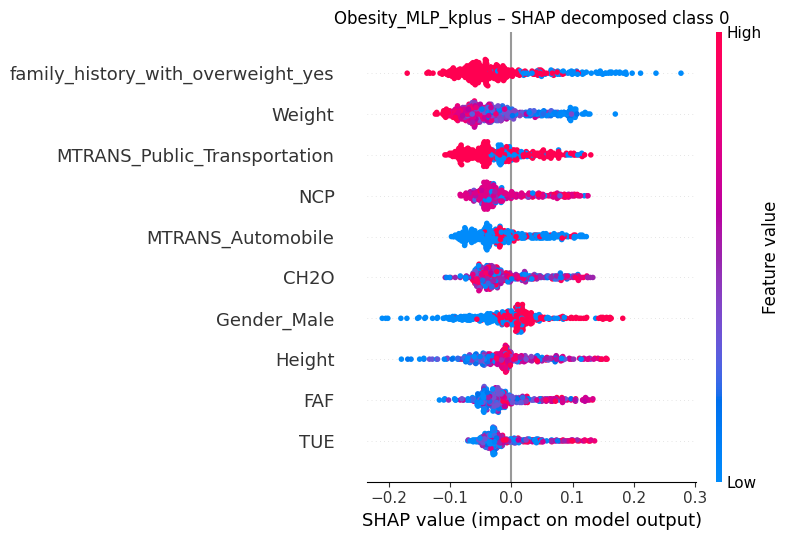 Obesity_MLP_kplus – SHAP decomposed class 0
High
family_history_with_overweight_yes
Weight
MTRANS_Public_Transportation
NCP
MTRANS_Automobile
CH2O
Gender_Male
Height
FAF
TUE
Feature value
Low
−0.2 −0.1 0.0 0.1 0.2 0.3
SHAP value (impact on model output)